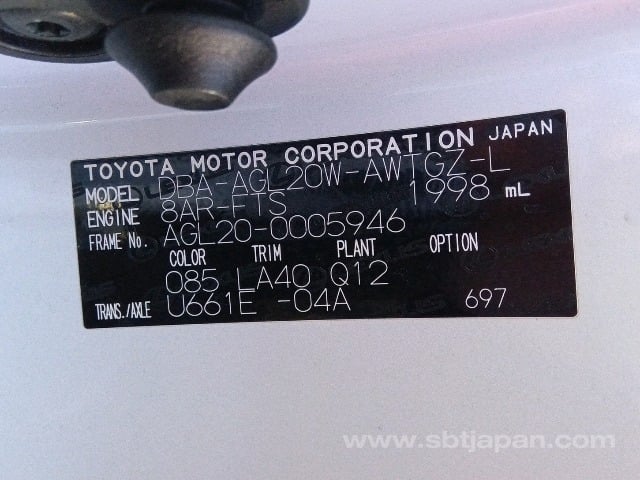 TOYOTA MOTOR CORPORATION JAPAN
MODEL DBA-AGL20W-AWTGZ-L
ENGINE 8AR-FTS 1998 mL
FRAME No. AGL20-0005946
COLOR TRIM PLANT OPTION
085 LA40 Q12
TRANS./AXLE U661E -04A 697
www.sbtjapan.com